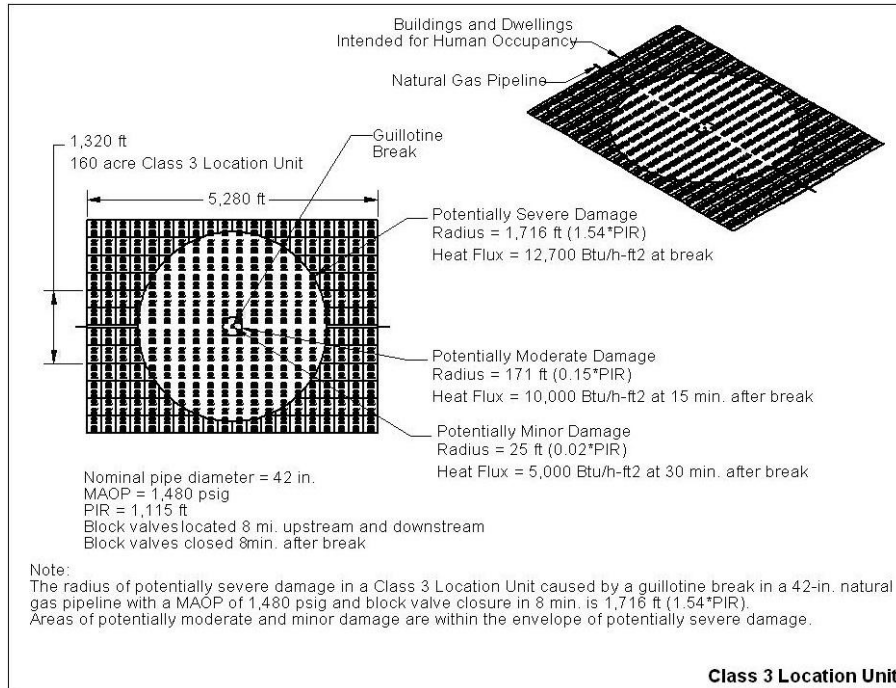 Buildings and Dwellings
Intended for Human Occupancy
Natural Gas Pipeline
1,320 ft
160 acre Class 3 Location Unit
Guillotine
Break
5,280 ft
Potentially Severe Damage
Radius = 1,716 ft (1.54*PIR)
Heat Flux = 12,700 Btu/h-ft2 at break
Potentially Moderate Damage
Radius = 171 ft (0.15*PIR)
Heat Flux = 10,000 Btu/h-ft2 at 15 min. after break
Potentially Minor Damage
Radius = 25 ft (0.02*PIR)
Heat Flux = 5,000 Btu/h-ft2 at 30 min. after break
Nominal pipe diameter = 42 in.
MAOP = 1,480 psig
PIR = 1,115 ft
Block valves located 8 mi. upstream and downstream
Block valves closed 8min. after break
Note:
The radius of potentially severe damage in a Class 3 Location Unit caused by a guillotine break in a 42-in. natural
gas pipeline with a MAOP of 1,480 psig and block valve closure in 8 min. is 1,716 ft (1.54*PIR).
Areas of potentially moderate and minor damage are within the envelope of potentially severe damage.
Class 3 Location Unit